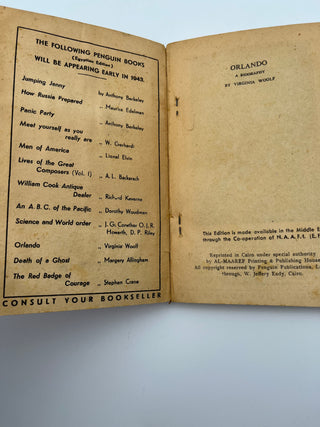 THE FOLLOWING PENGUIN BOOKS
(Egyptian Edition)
WILL BE APPEARING EARLY IN 1943.
Jumping Jenny by Anthony Berkeley
How Russia Prepared „ Maurice Edelman
Panic Party „ Anthony Berkeley
Meet yourself as you
really are „ W. Gerhardi
Men of America „ Lionel Elvin
Lives of the Great
Composers (Vol. I) „ A. L. Bacharach
William Cook Antique
Dealer „ Richard Keverne
An A.B.C. of the Pacific „ Dorothy Woodman
Science and World order „ J. G. Crowther O. J. R.
Howarth, D. P. Riley
Orlando „ Virginia Woolf
Death of a Ghost „ Margery Allingham
The Red Badge of
Courage „ Stephen Crane
CONSULT YOUR BOOKSELLER
ORLANDO
A BIOGRAPHY
BY VIRGINIA WOOLF
This Edition is made available in the Middle E
through the Co-operation of N.A.A.F.I. (E.F.
Reprinted in Cairo under special authority
by AL-MAAREF Printing & Publishing House
All copyright reserved by Penguin Publications, L
through, W. Jeffery Eady, Cairo.